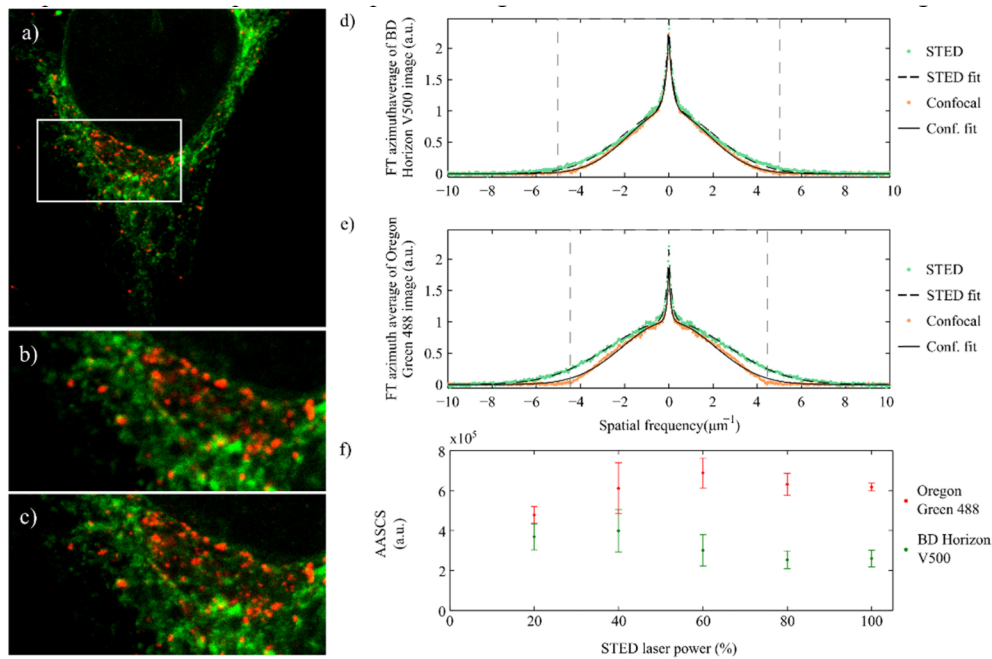 a)
b)
c)
d)
FT azimuthaverage of BD
Horizon V500 image (a.u.)
2
1.5
1
0.5
0
−10
−8
−6
−4
−2
0
2
4
6
8
10
STED
STED fit
Confocal
Conf. fit
e)
FT azimuth average of Oregon
Green 488 image (a.u.)
2
1.5
1
0.5
0
−10
−8
−6
−4
−2
0
2
4
6
8
10
Spatial frequency(μm⁻¹)
STED
STED fit
Confocal
Conf. fit
f)
x10⁵
AASCS
(a.u.)
8
6
4
2
0
0
20
40
60
80
100
STED laser power (%)
Oregon
Green 488
BD Horizon
V500